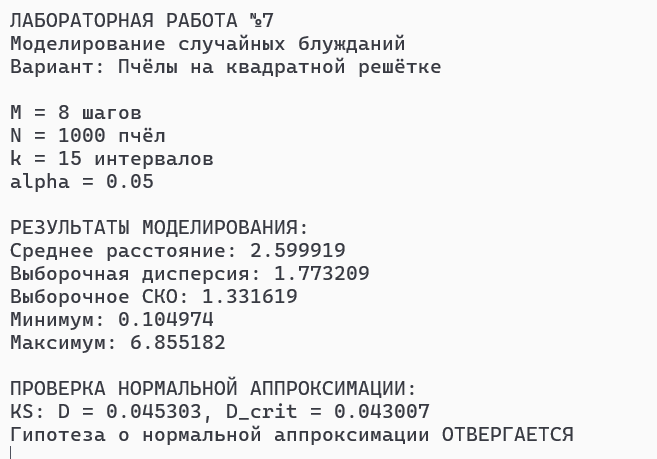 ЛАБОРАТОРНАЯ РАБОТА №7
Моделирование случайных блужданий
Вариант: Пчёлы на квадратной решётке
M = 8 шагов
N = 1000 пчёл
k = 15 интервалов
alpha = 0.05
РЕЗУЛЬТАТЫ МОДЕЛИРОВАНИЯ:
Среднее расстояние: 2.599919
Выборочная дисперсия: 1.773209
Выборочное СКО: 1.331619
Минимум: 0.104974
Максимум: 6.855182
ПРОВЕРКА НОРМАЛЬНОЙ АППРОКСИМАЦИИ:
KS: D = 0.045303, D_crit = 0.043007
Гипотеза о нормальной аппроксимации ОТВЕРГАЕТСЯ